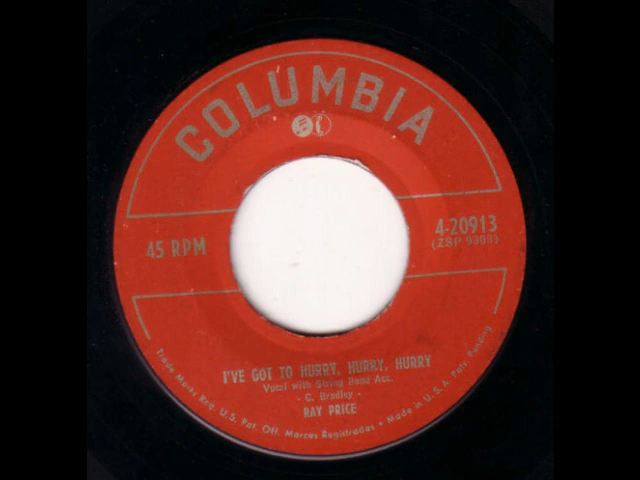 COLUMBIA
45 RPM
4-20913
(ZSP 9363)
I'VE GOT TO HURRY, HURRY, HURRY
Vocal with String Band Acc.
- C. Bradley -
RAY PRICE
Trade Marks Reg. U.S. Pat. Off. Marcas Registradas • Made in U.S.A. Pats. Pending